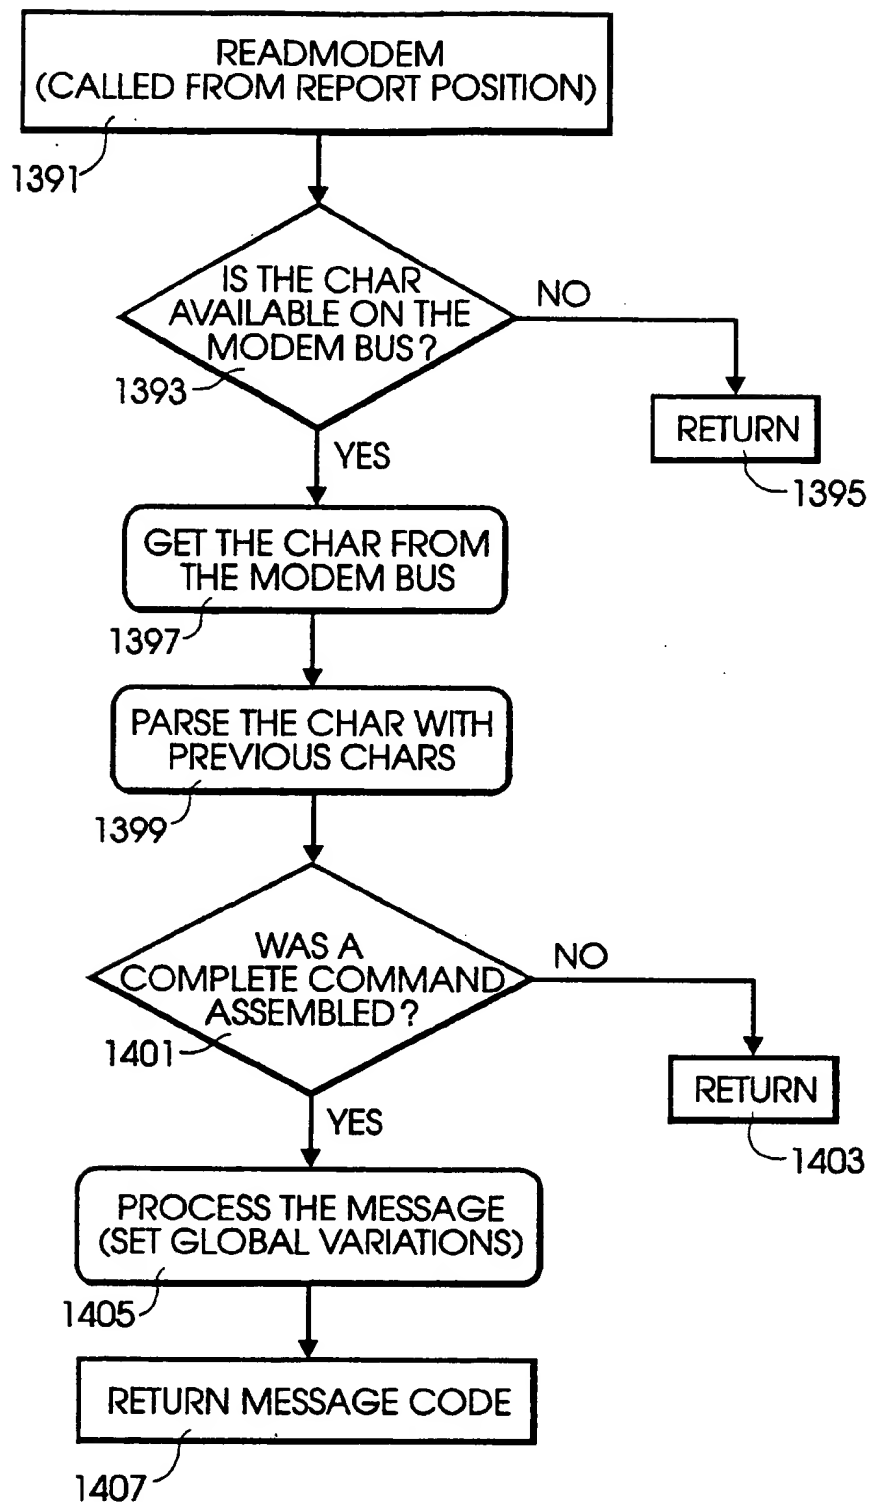 READMODEM
(CALLED FROM REPORT POSITION)
1391
IS THE CHAR
AVAILABLE ON THE
MODEM BUS?
1393
NO
RETURN
1395
YES
GET THE CHAR FROM
THE MODEM BUS
1397
PARSE THE CHAR WITH
PREVIOUS CHARS
1399
WAS A
COMPLETE COMMAND
ASSEMBLED?
1401
NO
RETURN
1403
YES
PROCESS THE MESSAGE
(SET GLOBAL VARIATIONS)
1405
RETURN MESSAGE CODE
1407